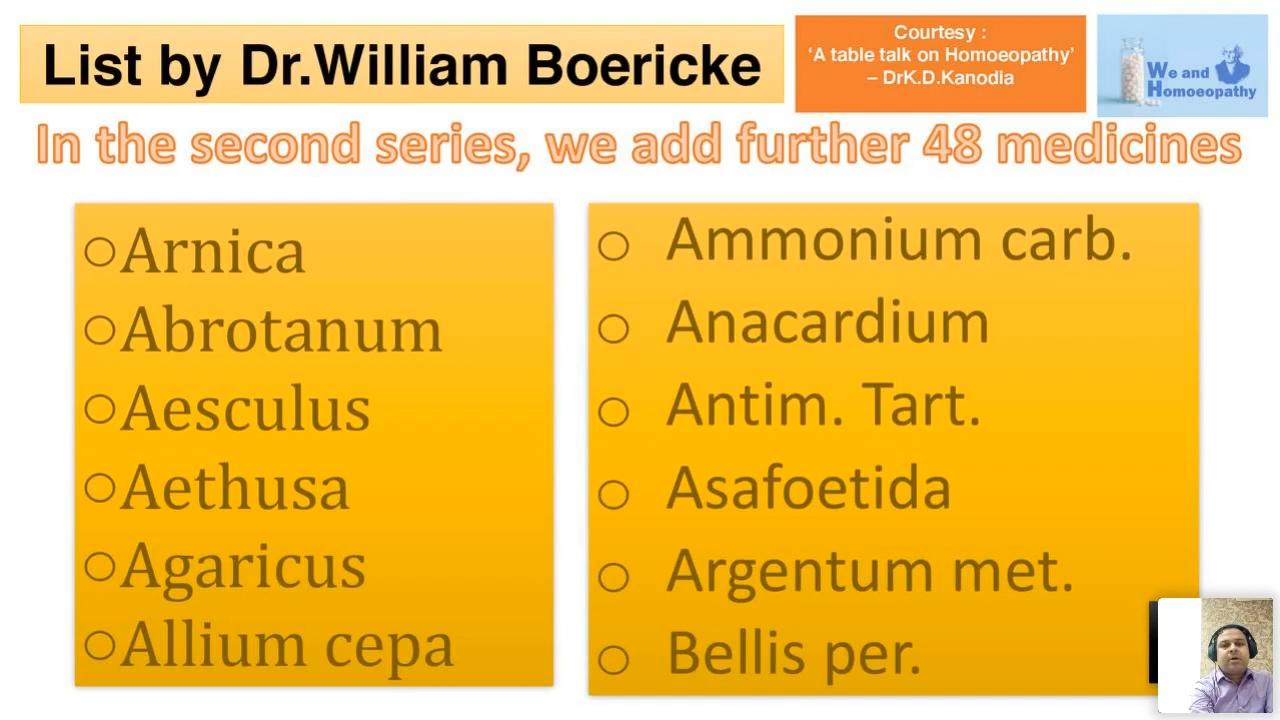 List by Dr.William Boericke
Courtesy :
‘A table talk on Homoeopathy’
– DrK.D.Kanodia
We and
Homoeopathy
In the second series, we add further 48 medicines
○Arnica
○Abrotanum
○Aesculus
○Aethusa
○Agaricus
○Allium cepa
○ Ammonium carb.
○ Anacardium
○ Antim. Tart.
○ Asafoetida
○ Argentum met.
○ Bellis per.